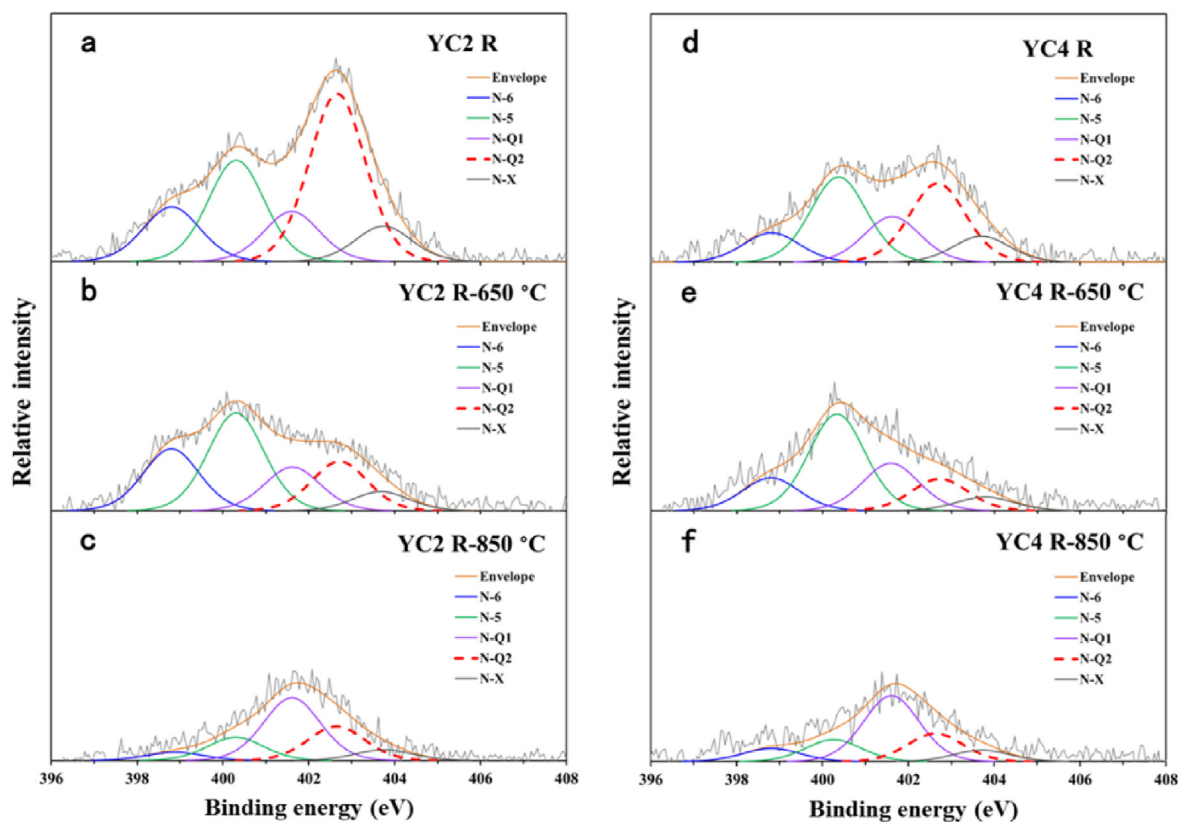 a
YC2 R
Envelope
N-6
N-5
N-Q1
N-Q2
N-X
b
YC2 R-650 °C
Envelope
N-6
N-5
N-Q1
N-Q2
N-X
c
YC2 R-850 °C
Envelope
N-6
N-5
N-Q1
N-Q2
N-X
Relative intensity
396 398 400 402 404 406 408
Binding energy (eV)
d
YC4 R
Envelope
N-6
N-5
N-Q1
N-Q2
N-X
e
YC4 R-650 °C
Envelope
N-6
N-5
N-Q1
N-Q2
N-X
f
YC4 R-850 °C
Envelope
N-6
N-5
N-Q1
N-Q2
N-X
Relative intensity
396 398 400 402 404 406 408
Binding energy (eV)